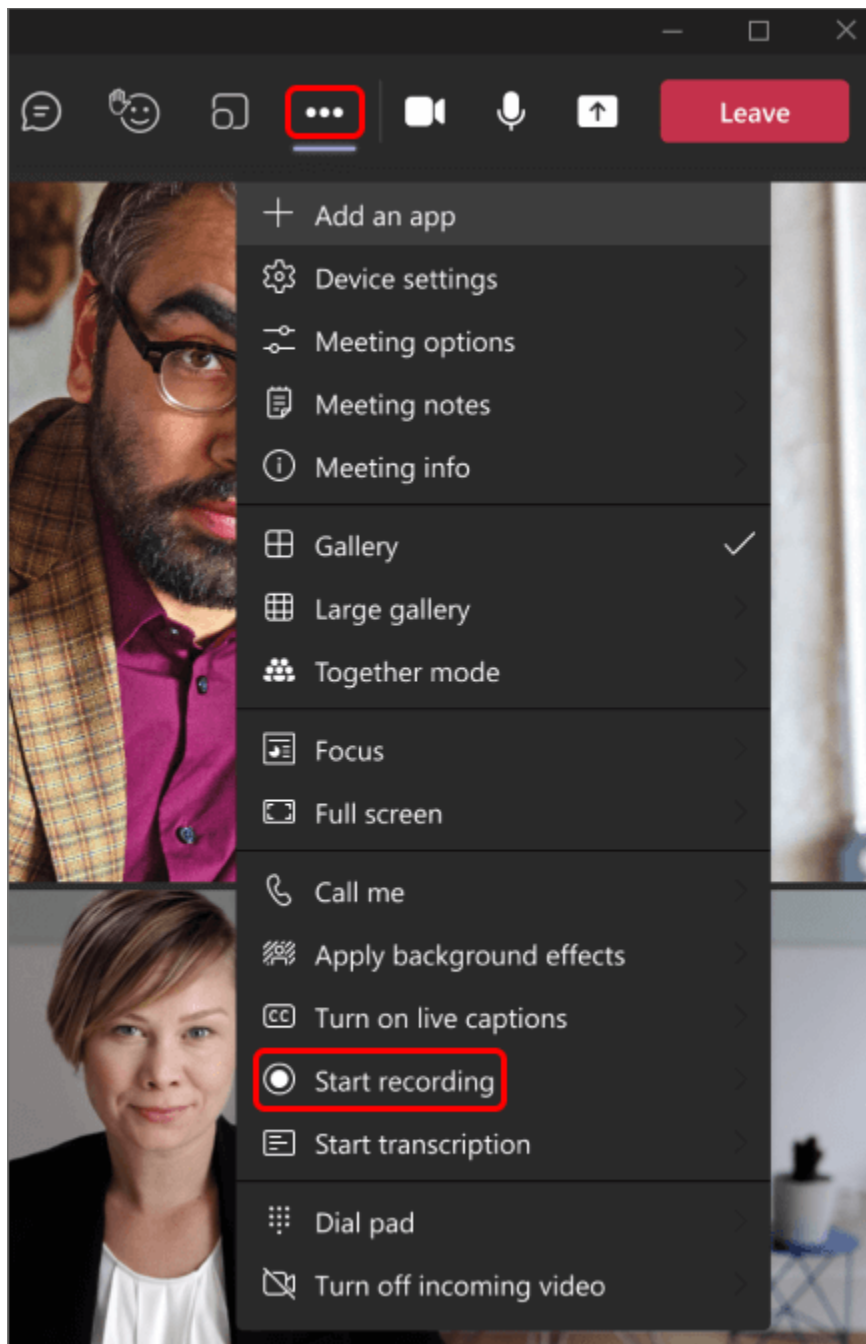 Leave
Add an app
Device settings
Meeting options
Meeting notes
Meeting info
Gallery
Large gallery
Together mode
Focus
Full screen
Call me
Apply background effects
CC Turn on live captions
Start recording
Start transcription
Dial pad
Turn off incoming video